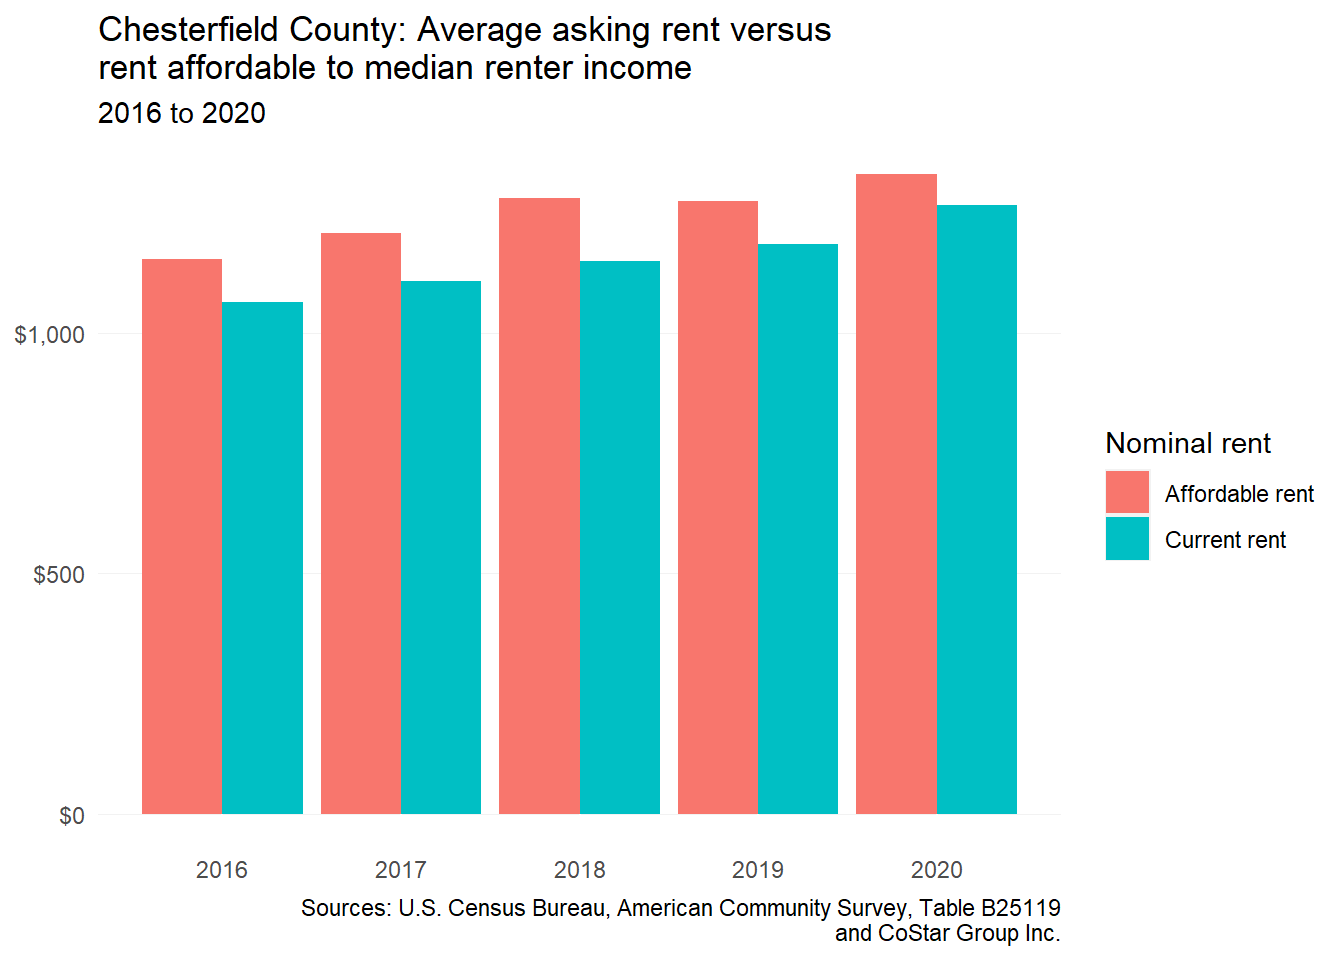 Chesterfield County: Average asking rent versus
rent affordable to median renter income
2016 to 2020
$1,000
$500
$0
2016
2017
2018
2019
2020
Nominal rent
Affordable rent
Current rent
Sources: U.S. Census Bureau, American Community Survey, Table B25119
and CoStar Group Inc.